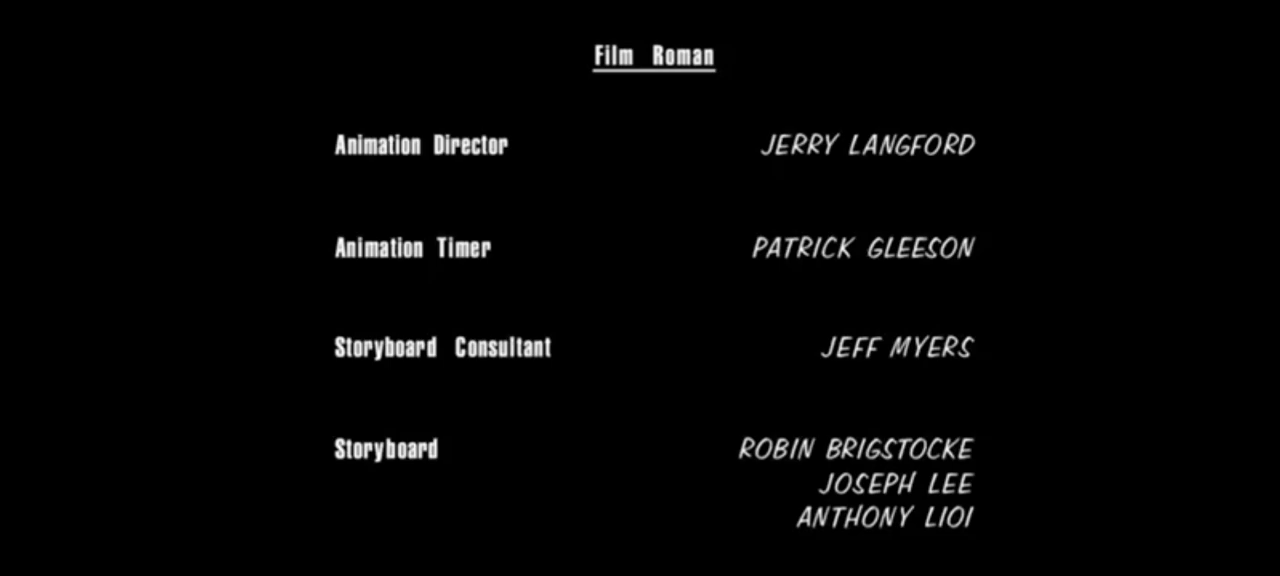 Film Roman
Animation Director JERRY LANGFORD
Animation Timer PATRICK GLEESON
Storyboard Consultant JEFF MYERS
Storyboard ROBIN BRIGSTOCKE
JOSEPH LEE
ANTHONY LIOI